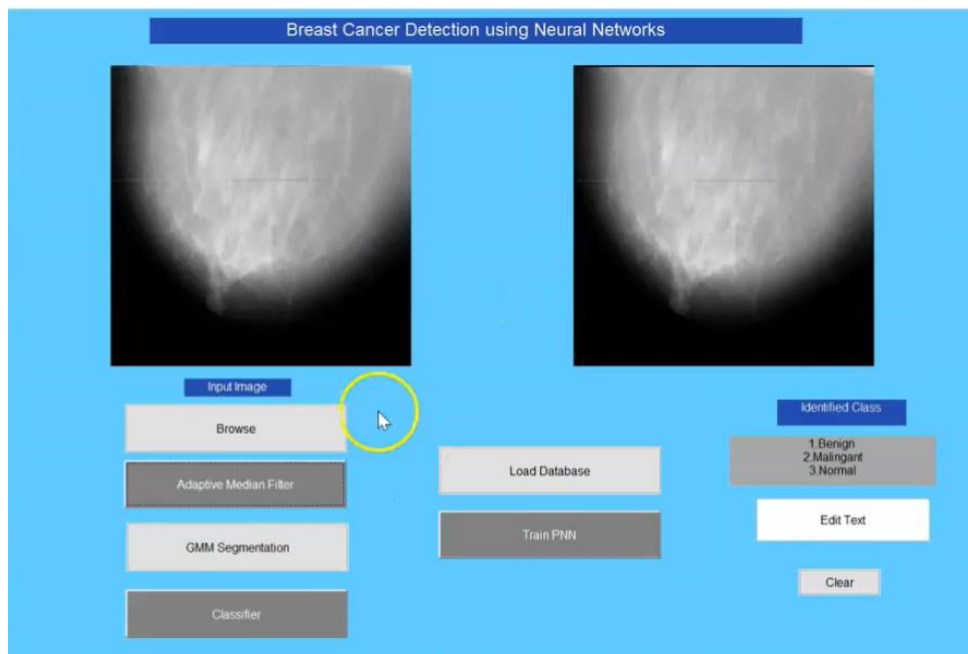 Breast Cancer Detection using Neural Networks
Input Image
Browse
Adaptive Median Filter
GMM Segmentation
Classifier
Load Database
Train PNN
Identified Class
1.Benign
2.Malingant
3.Normal
Edit Text
Clear